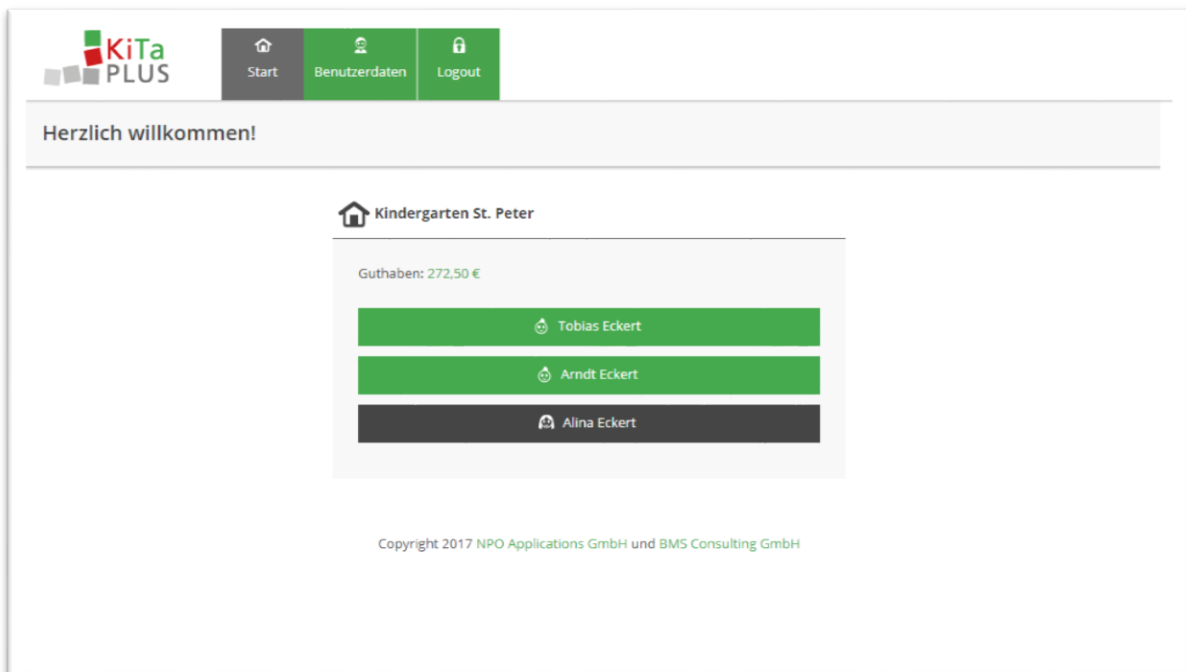 KiTa
PLUS
Start
Benutzerdaten
Logout
Herzlich willkommen!
Kindergarten St. Peter
Guthaben: 272,50 €
Tobias Eckert
Arndt Eckert
Alina Eckert
Copyright 2017 NPO Applications GmbH und BMS Consulting GmbH